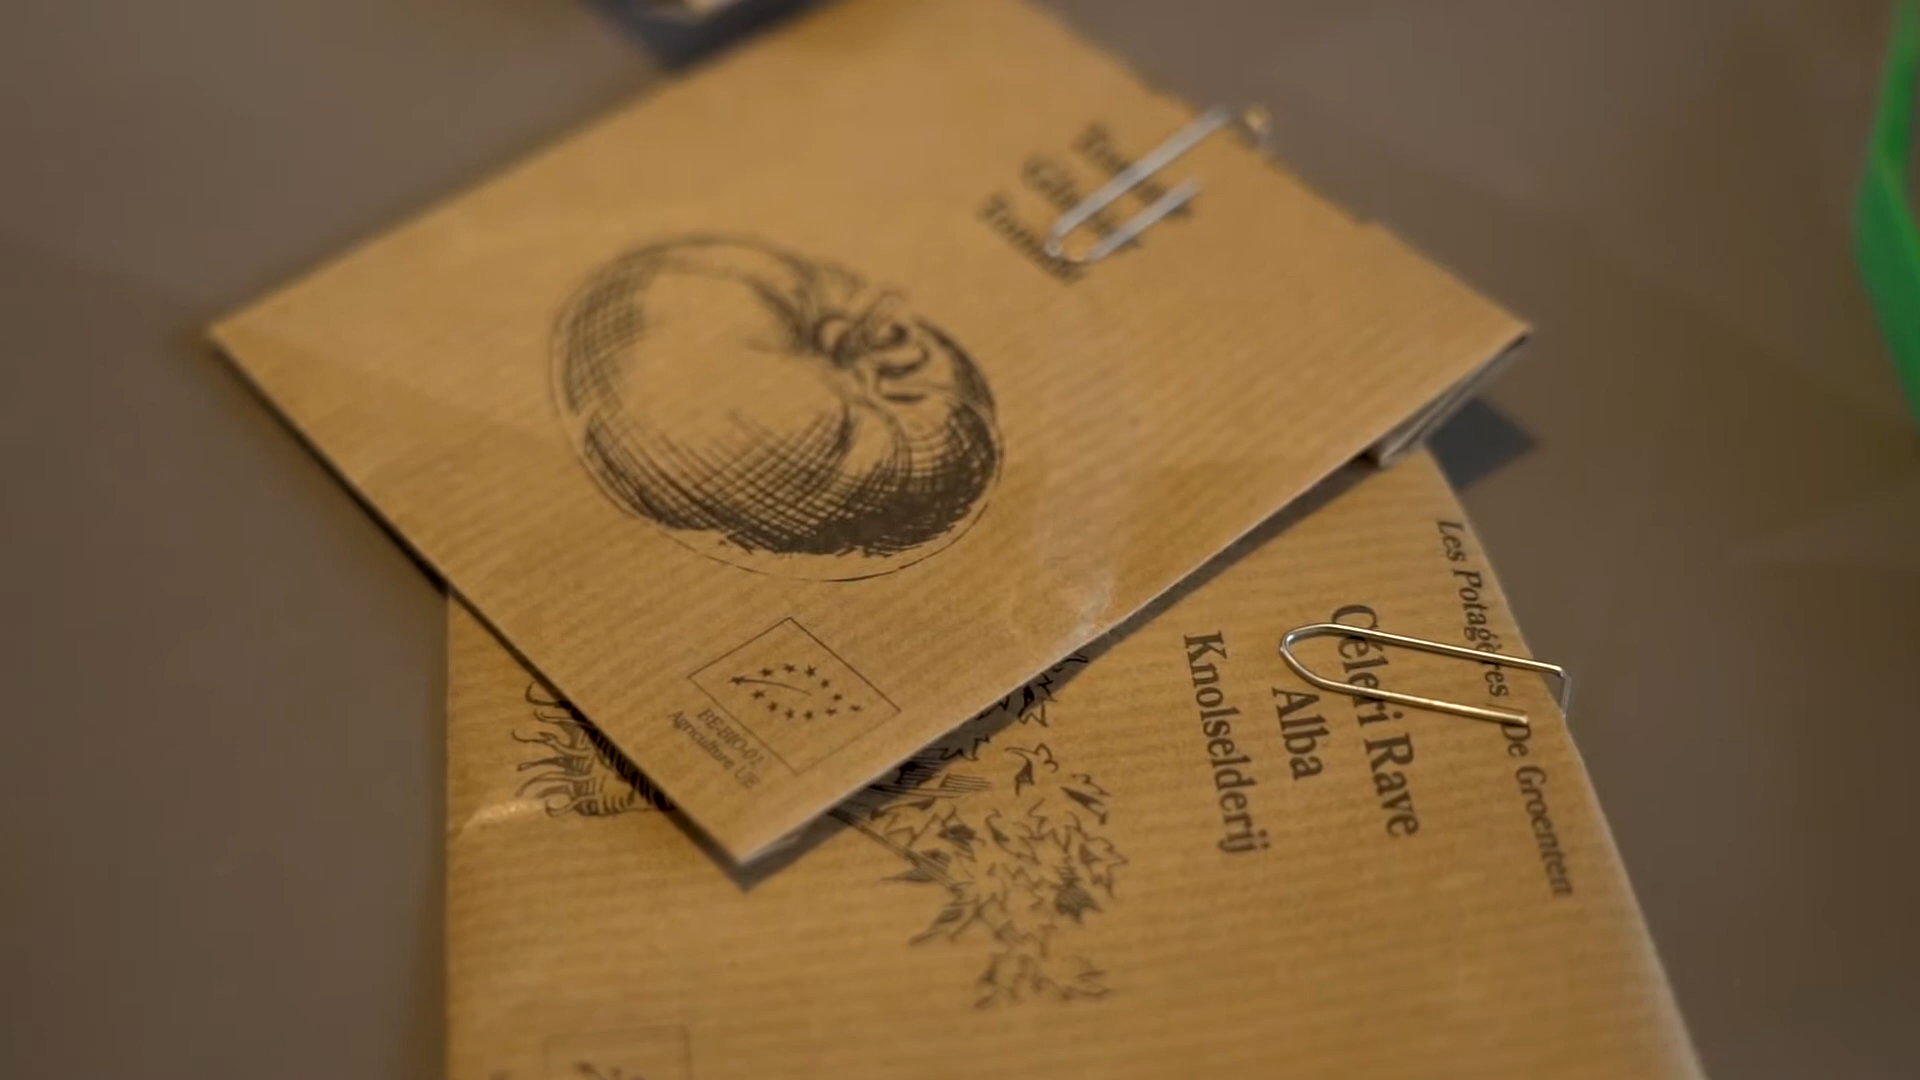 BE-BIO-01
Agriculture UE
Les Potagères / De Groenten
Céleri Rave
Alba
Knolselderij